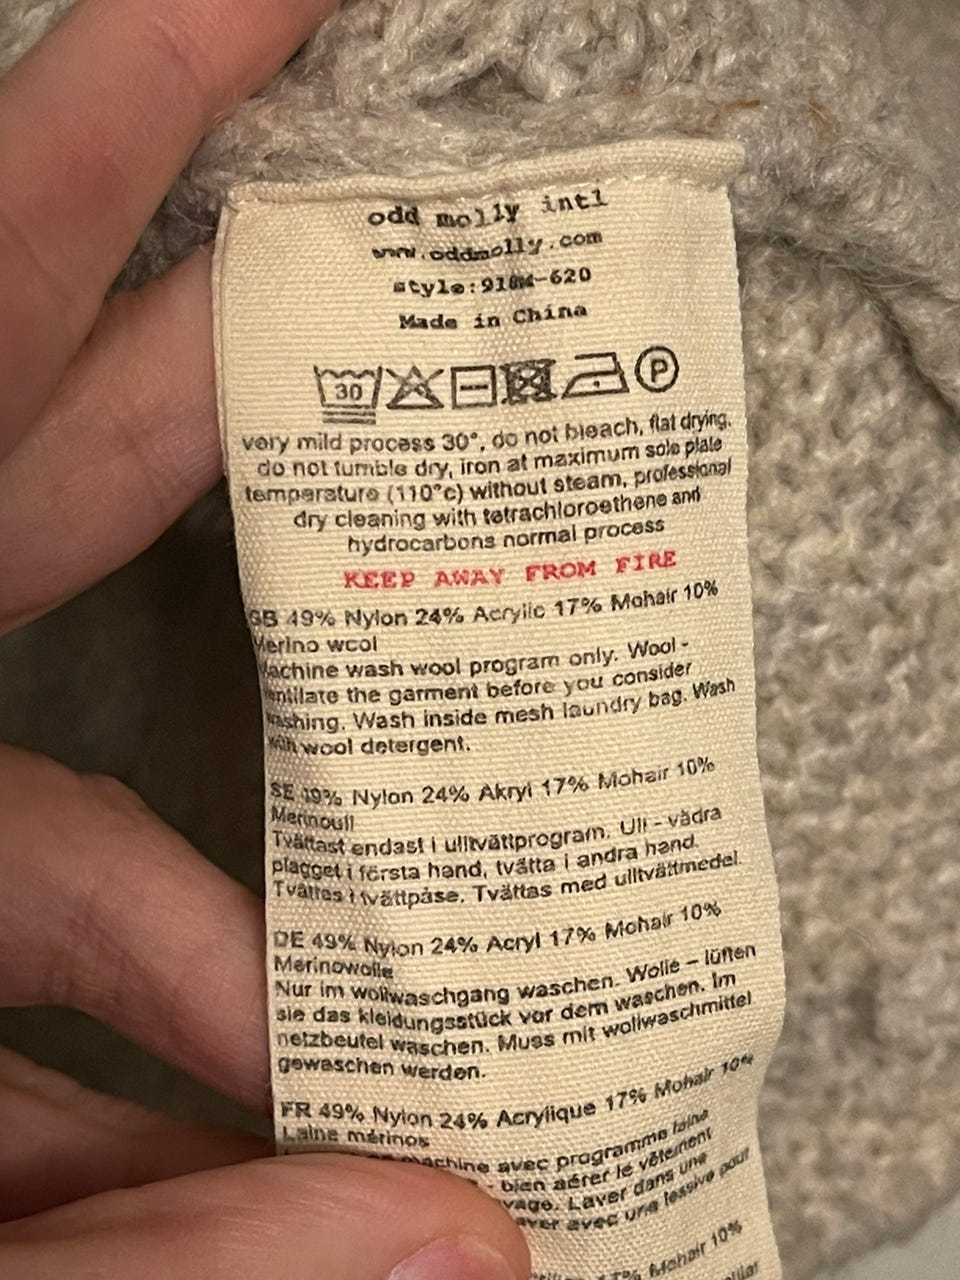 odd molly intl
www.oddmolly.com
Made in China
30
P
very mild process 30°, do not bleach, flat drying,
do not tumble dry, iron at maximum sole plate
temperature (110°c) without steam, professional
dry cleaning with tetrachloroethene and
hydrocarbons normal process
KEEP AWAY FROM FIRE
GB 49% Nylon 24% Acrylic 17% Mohair 10%
Merino wool
Machine wash wool program only. Wool -
ventilate the garment before you consider
washing. Wash inside mesh laundry bag. Wash
with wool detergent.
SE 49% Nylon 24% Akryl 17% Mohair 10%
Merinoull
Tvättast endast i ulltvättprogram. Ull - vädra
plagget i första hand, tvätta i andra hand.
Tvättas i tvättpåse. Tvättas med ulltvättmedel.
DE 49% Nylon 24% Acryl 17% Mohair 10%
Merinowolle
Nur im wollwaschgang waschen. Wolle – lüften
sie das kleidungsstück vor dem waschen. Im
netzbeutel waschen. Muss mit wollwaschmittel
gewaschen werden.
FR 49% Nylon 24% Acrylique 17% Mohair 10%
Laine mérinos
machine avec programme laine
- bien aérer le vêtement
vage. Laver dans une
aver avec une lessive pour
17% Mohair 10%